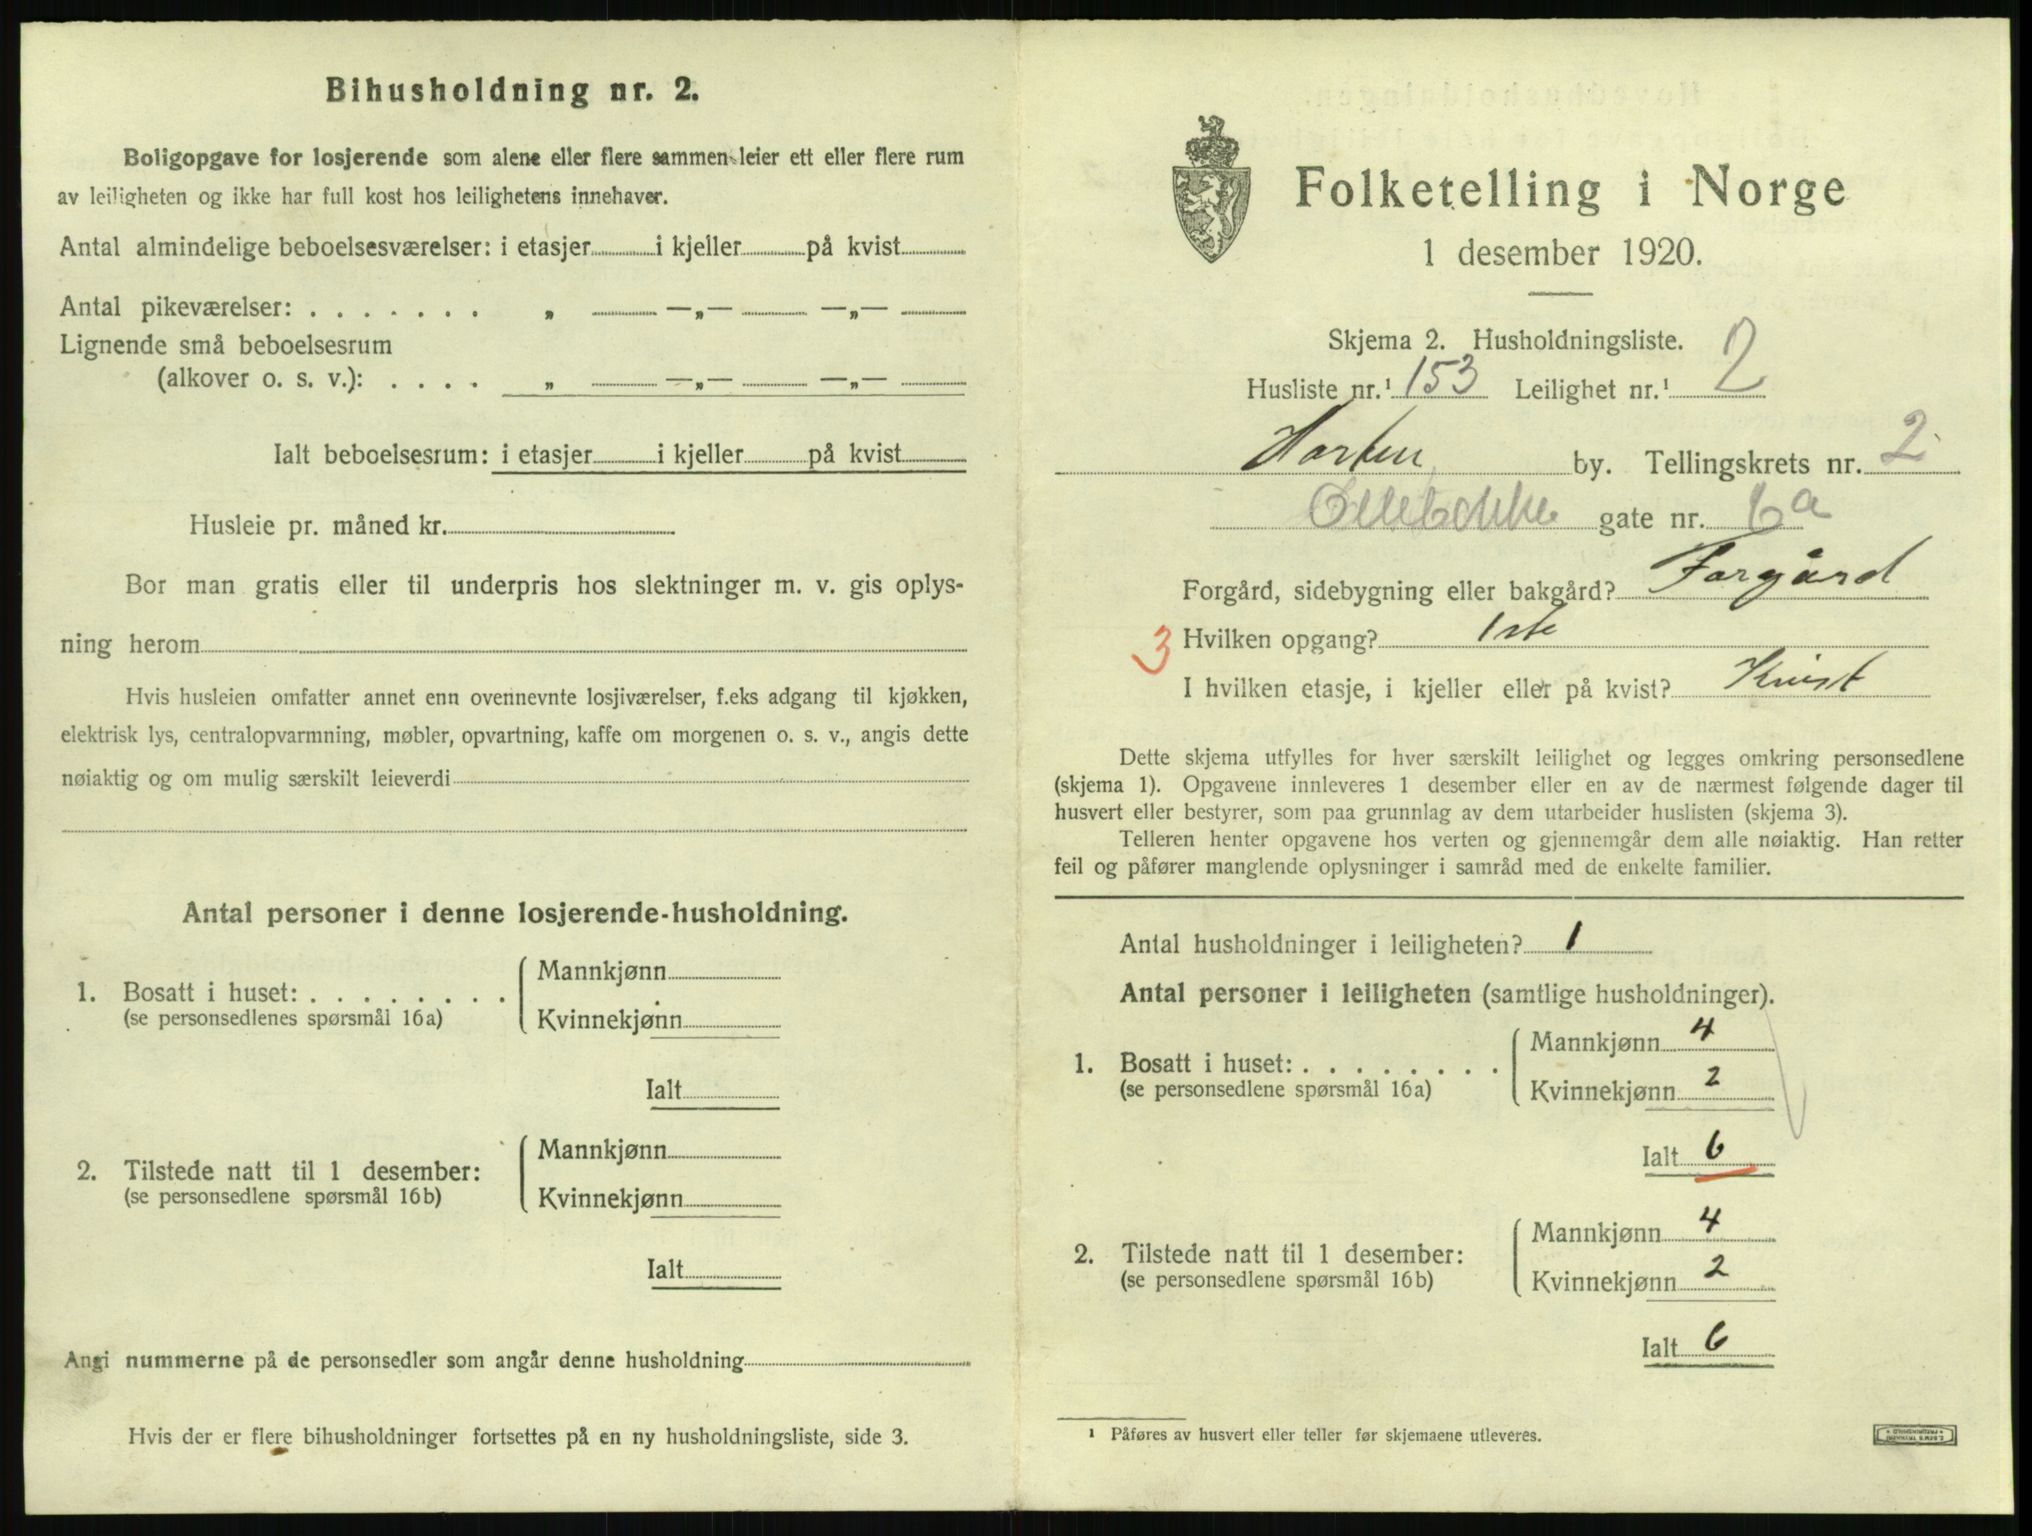 Bihusholdning nr. 2.
Boligopgave for losjerende som alene eller flere sammen leier ett eller flere rum
av leiligheten og ikke har full kost hos leilighetens innehaver.
Antal almindelige beboelsesværelser: i etasjer i kjeller på kvist
Antal pikeværelser: . . . . . . . „ —„— —„—
Lignende små beboelsesrum
(alkover o. s. v.): . . . . „ —„— —„—
Ialt beboelsesrum: i etasjer i kjeller på kvist
Husleie pr. måned kr.
Bor man gratis eller til underpris hos slektninger m. v. gis oplys-
ning herom
Hvis husleien omfatter annet enn ovennevnte losjiværelser, f.eks adgang til kjøkken,
elektrisk lys, centralopvarmning, møbler, opvartning, kaffe om morgenen o. s. v., angis dette
nøiaktig og om mulig særskilt leieverdi
Antal personer i denne losjerende-husholdning.
1. Bosatt i huset: . . . . . . . .
(se personsedlenes spørsmål 16a)
Mannkjønn
Kvinnekjønn
Ialt
2. Tilstede natt til 1 desember:
(se personsedlene spørsmål 16b)
Mannkjønn
Kvinnekjønn
Ialt
Angi nummerne på de personsedler som angår denne husholdning
Hvis der er flere bihusholdninger fortsettes på en ny husholdningsliste, side 3.
Folketelling i Norge
1 desember 1920.
Skjema 2. Husholdningsliste.
Husliste nr.¹ 153 Leilighet nr.¹ 2
Horten by. Tellingskrets nr. 2
gate nr. 6a
Forgård, sidebygning eller bakgård? Forgård
3 Hvilken opgang? 1ste
I hvilken etasje, i kjeller eller på kvist? Kvist
Dette skjema utfylles for hver særskilt leilighet og legges omkring personsedlene
(skjema 1). Opgavene innleveres 1 desember eller en av de nærmest følgende dager til
husvert eller bestyrer, som paa grunnlag av dem utarbeider huslisten (skjema 3).
Telleren henter opgavene hos verten og gjennemgår dem alle nøiaktig. Han retter
feil og påfører manglende oplysninger i samråd med de enkelte familier.
Antal husholdninger i leiligheten? 1
Antal personer i leiligheten (samtlige husholdninger).
1. Bosatt i huset: . . . . . . . .
(se personsedlene spørsmål 16a)
Mannkjønn 4
Kvinnekjønn 2
Ialt 6
2. Tilstede natt til 1 desember:
(se personsedlene spørsmål 16b)
Mannkjønn 4
Kvinnekjønn 2
Ialt 6
¹ Påføres av husvert eller teller før skjemaene utleveres.